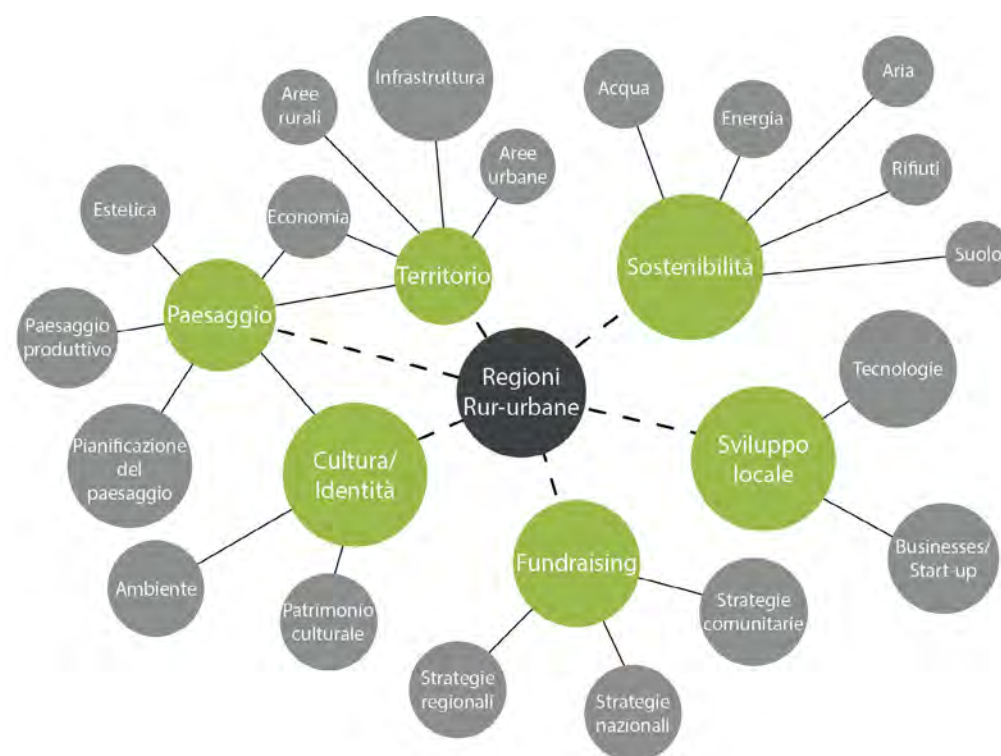 Infrastruttura
Aree
rurali
Aree
urbane
Acqua
Energia
Aria
Rifiuti
Suolo
Estetica
Economia
Territorio
Sostenibilità
Paesaggio
Paesaggio
produttivo
Regioni
Rur-urbane
Tecnologie
Pianificazione
del
paesaggio
Cultura/
Identità
Sviluppo
locale
Fundraising
Businesses/
Start-up
Ambiente
Patrimonio
culturale
Strategie
comunitarie
Strategie
regionali
Strategie
nazionali